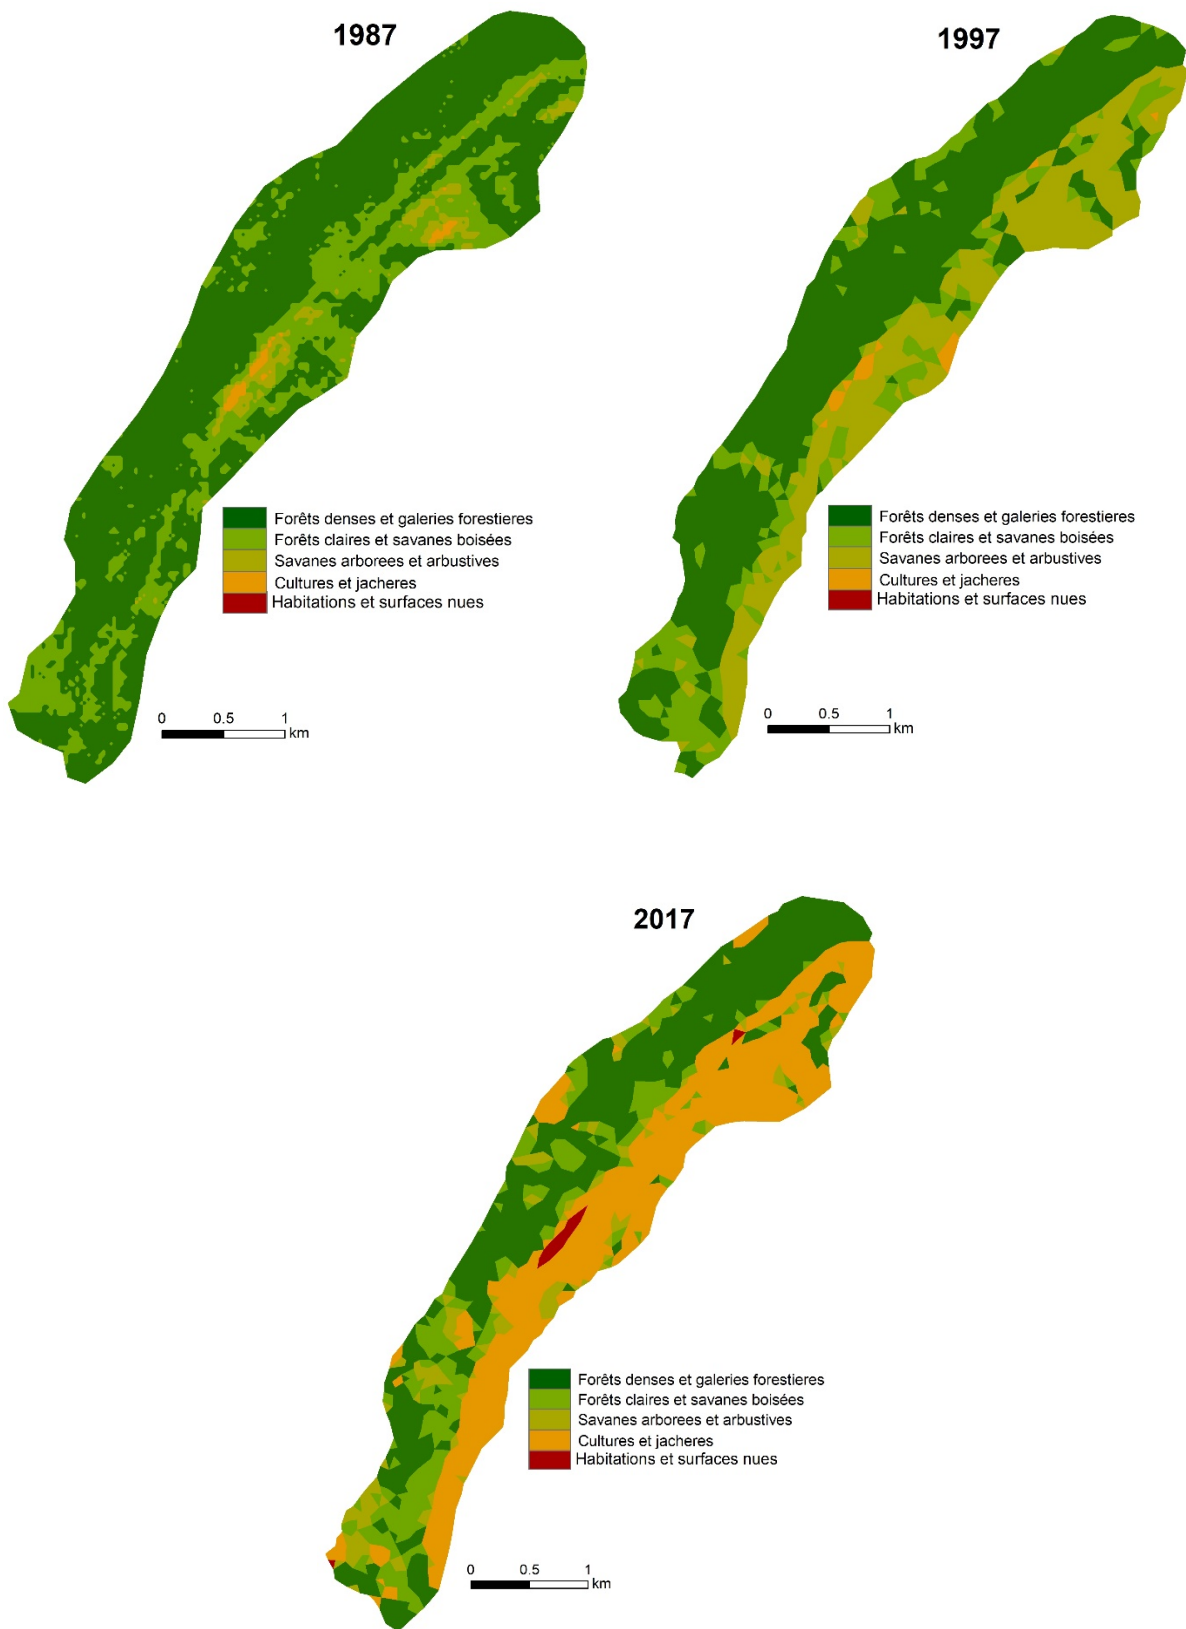 1987
Forêts denses et galeries forestieres
Forêts claires et savanes boisées
Savanes arborees et arbustives
Cultures et jacheres
Habitations et surfaces nues
0 0.5 1
km
1997
Forêts denses et galeries forestieres
Forêts claires et savanes boisées
Savanes arborees et arbustives
Cultures et jacheres
Habitations et surfaces nues
0 0.5 1
km
2017
Forêts denses et galeries forestieres
Forêts claires et savanes boisées
Savanes arborees et arbustives
Cultures et jacheres
Habitations et surfaces nues
0 0.5 1
km